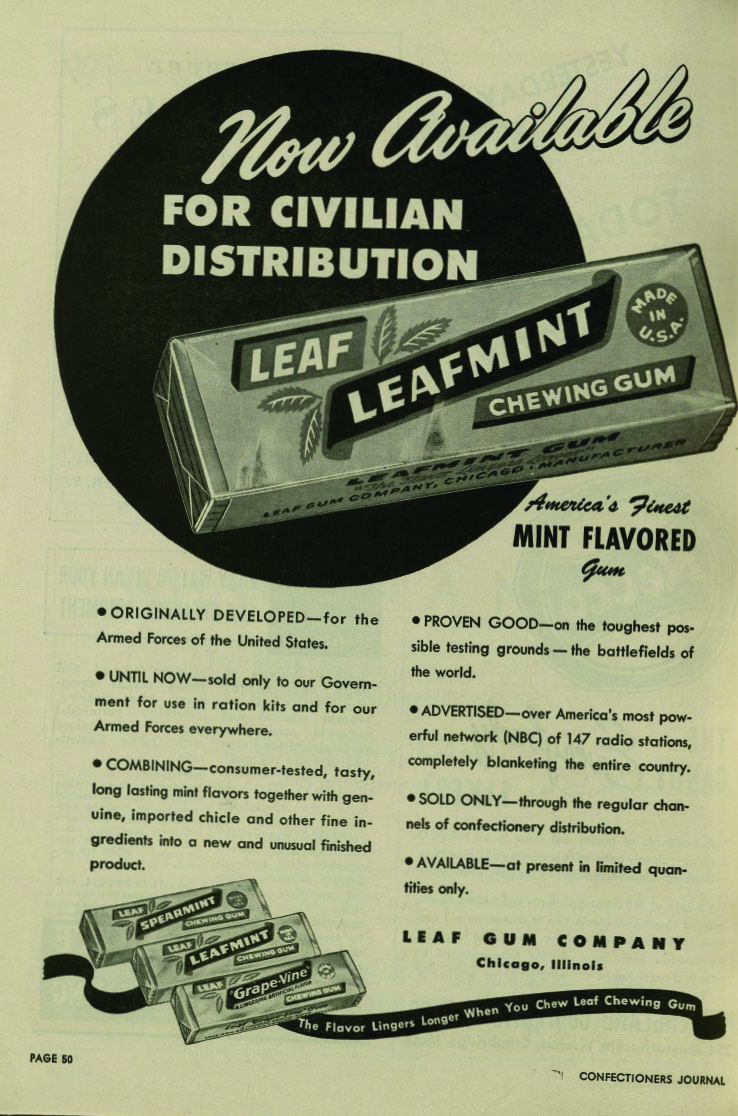 Now Available
FOR CIVILIAN
DISTRIBUTION
LEAF
LEAFMINT
CHEWING GUM
MADE
IN
U.S.A.
LEAFMINT GUM
"The Flavor Lingers Longer"
LEAF GUM COMPANY, CHICAGO · MANUFACTURER
America's Finest
MINT FLAVORED
Gum
• ORIGINALLY DEVELOPED—for the
Armed Forces of the United States.
• UNTIL NOW—sold only to our Govern-
ment for use in ration kits and for our
Armed Forces everywhere.
• COMBINING—consumer-tested, tasty,
long lasting mint flavors together with gen-
uine, imported chicle and other fine in-
gredients into a new and unusual finished
product.
• PROVEN GOOD—on the toughest pos-
sible testing grounds — the battlefields of
the world.
• ADVERTISED—over America's most pow-
erful network (NBC) of 147 radio stations,
completely blanketing the entire country.
• SOLD ONLY—through the regular chan-
nels of confectionery distribution.
• AVAILABLE—at present in limited quan-
tities only.
LEAF GUM COMPANY
Chicago, Illinois
LEAF
SPEARMINT
CHEWING GUM
LEAF
LEAFMINT
CHEWING GUM
LEAF
"Grape-Vine"
ARTIFICIAL FLAVOR
CHEWING GUM
The Flavor Lingers Longer When You Chew Leaf Chewing Gum
PAGE 50
CONFECTIONERS JOURNAL